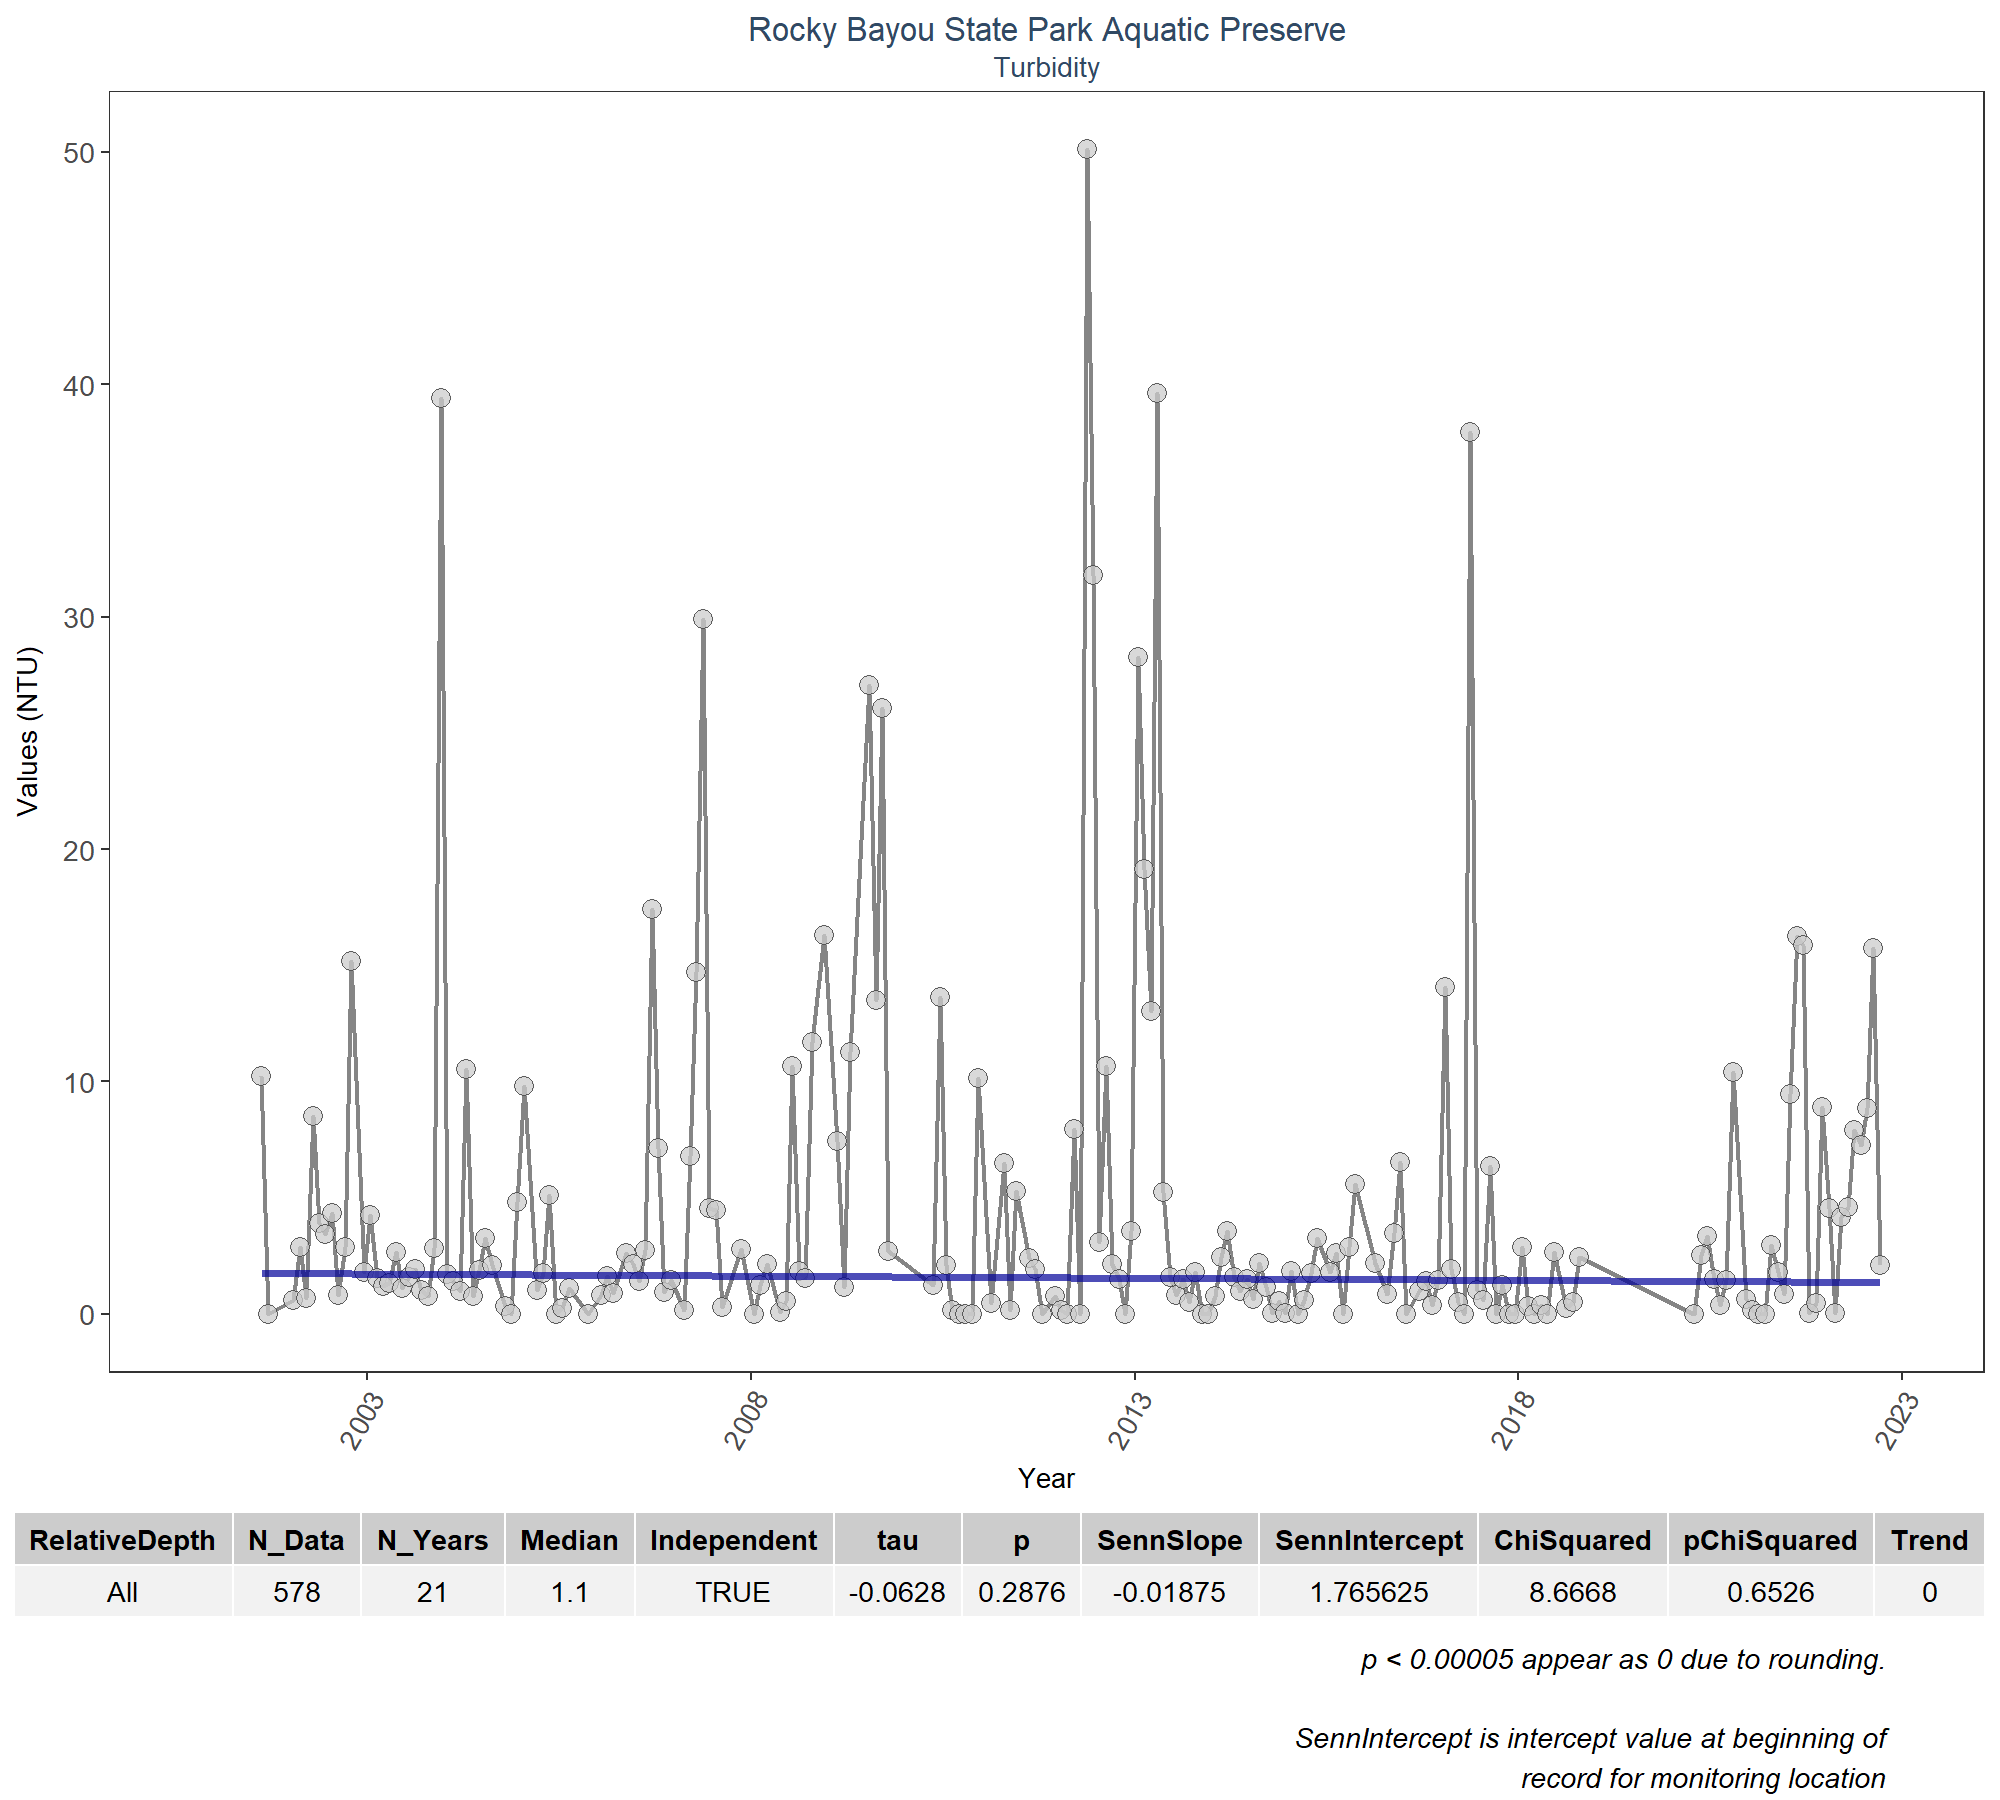 Rocky Bayou State Park Aquatic Preserve
Turbidity
Values (NTU)
50
40
30
20
10
0
2003 2008 2013 2018 2023
Year
RelativeDepth N_Data N_Years Median Independent tau p SennSlope SennIntercept ChiSquared pChiSquared Trend
All 578 21 1.1 TRUE -0.0628 0.2876 -0.01875 1.765625 8.6668 0.6526 0
p < 0.00005 appear as 0 due to rounding.
SennIntercept is intercept value at beginning of
record for monitoring location